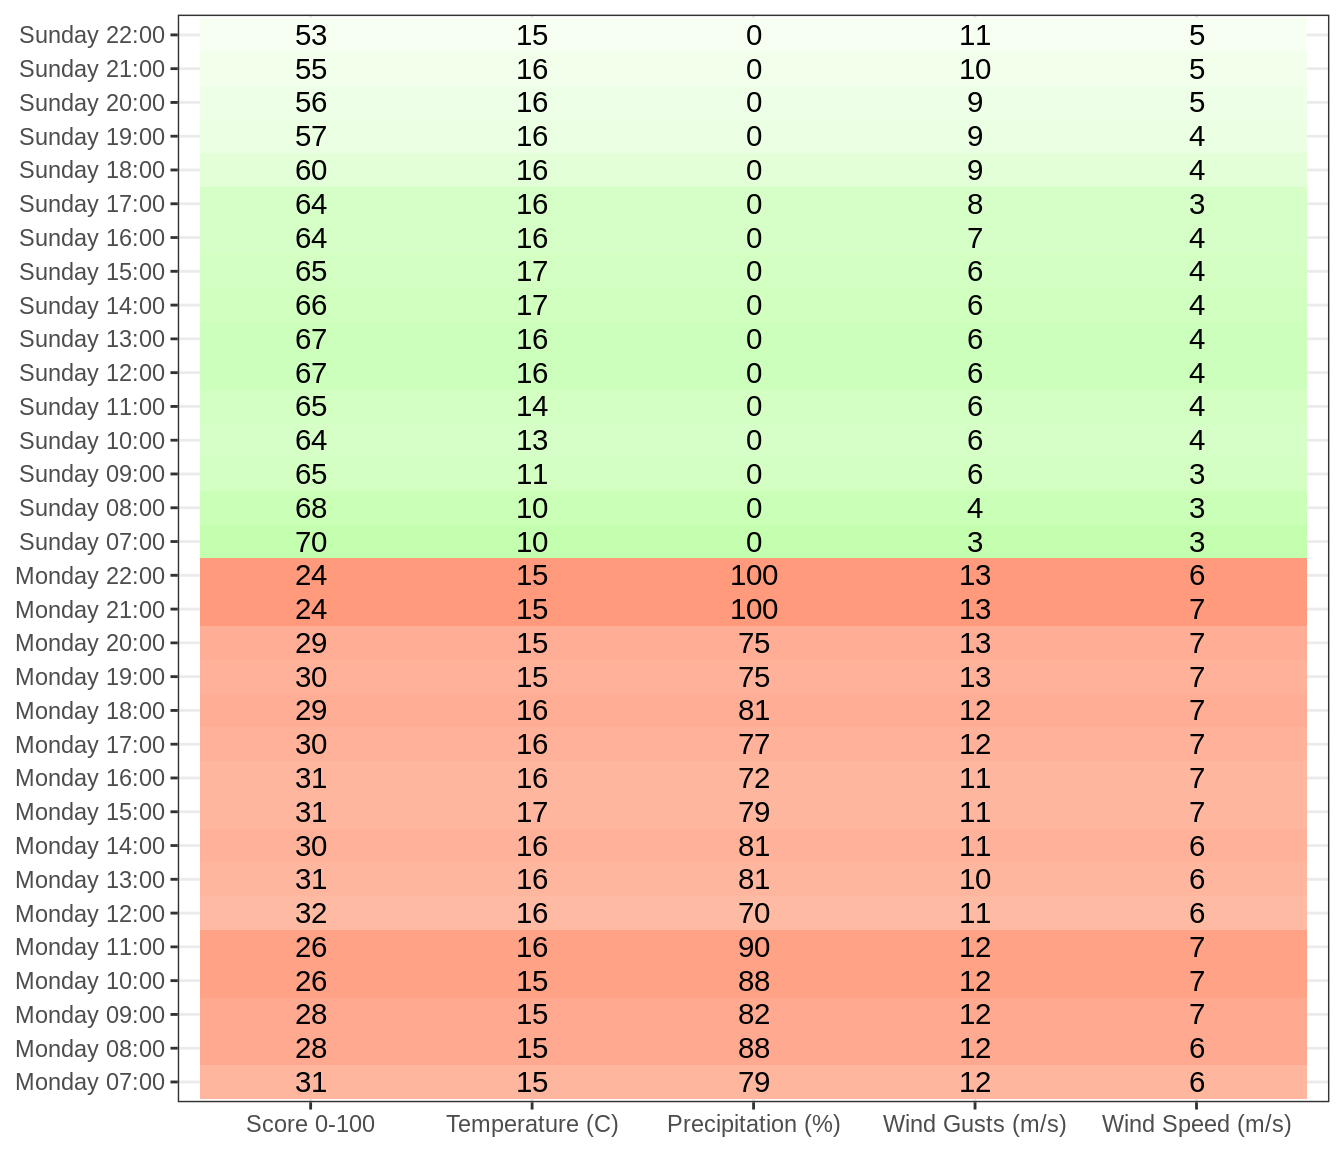 Sunday 22:00 53 15 0 11 5
Sunday 21:00 55 16 0 10 5
Sunday 20:00 56 16 0 9 5
Sunday 19:00 57 16 0 9 4
Sunday 18:00 60 16 0 9 4
Sunday 17:00 64 16 0 8 3
Sunday 16:00 64 16 0 7 4
Sunday 15:00 65 17 0 6 4
Sunday 14:00 66 17 0 6 4
Sunday 13:00 67 16 0 6 4
Sunday 12:00 67 16 0 6 4
Sunday 11:00 65 14 0 6 4
Sunday 10:00 64 13 0 6 4
Sunday 09:00 65 11 0 6 3
Sunday 08:00 68 10 0 4 3
Sunday 07:00 70 10 0 3 3
Monday 22:00 24 15 100 13 6
Monday 21:00 24 15 100 13 7
Monday 20:00 29 15 75 13 7
Monday 19:00 30 15 75 13 7
Monday 18:00 29 16 81 12 7
Monday 17:00 30 16 77 12 7
Monday 16:00 31 16 72 11 7
Monday 15:00 31 17 79 11 7
Monday 14:00 30 16 81 11 6
Monday 13:00 31 16 81 10 6
Monday 12:00 32 16 70 11 6
Monday 11:00 26 16 90 12 7
Monday 10:00 26 15 88 12 7
Monday 09:00 28 15 82 12 7
Monday 08:00 28 15 88 12 6
Monday 07:00 31 15 79 12 6
Score 0-100 Temperature (C) Precipitation (%) Wind Gusts (m/s) Wind Speed (m/s)